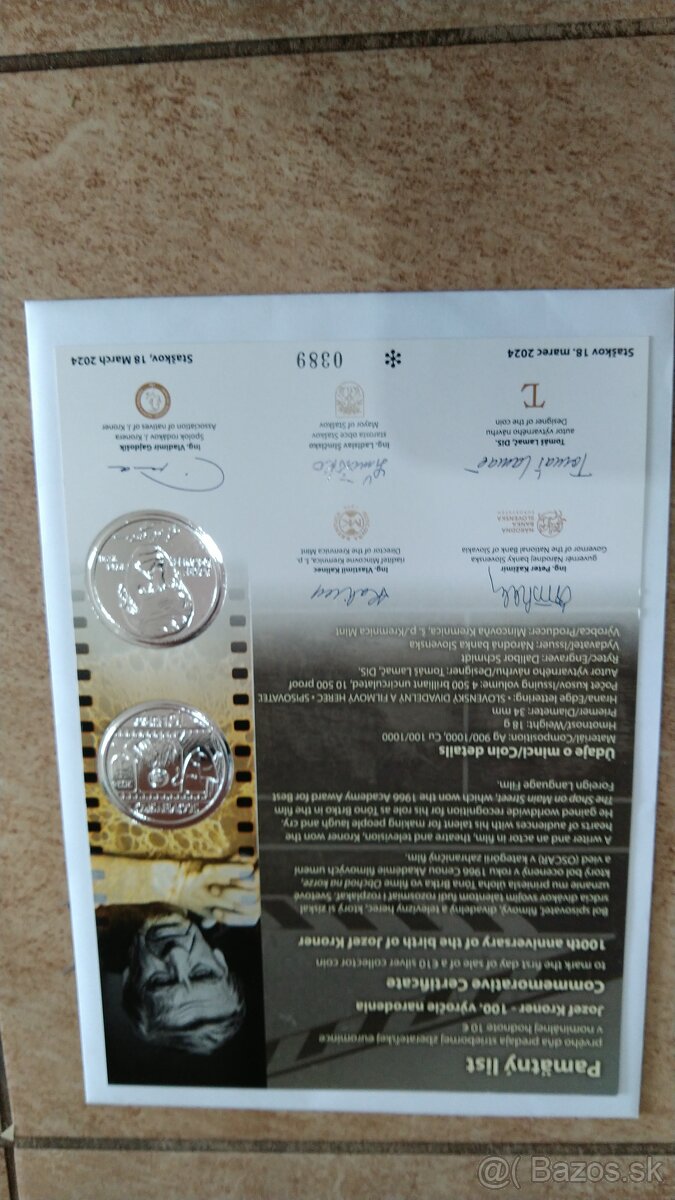 Pamätný list
prvého dňa predaja striebornej zberateľskej euromince
v nominálnej hodnote 10 €
Jozef Kroner - 100. výročie narodenia
Commemorative Certificate
to mark the first day of sale of a €10 silver collector coin
100th anniversary of the birth of Jozef Kroner
Bol spisovateľ, filmový, divadelný a televízny herec, ktorý si získal
srdcia divákov svojím talentom ľudí rozosmiať i rozplakať. Svetové
uznanie mu priniesla úloha Tóna Brtka vo filme Obchod na korze,
ktorý bol ocenený v roku 1966 Cenou Akadémie filmových umení
a vied (OSCAR) v kategórii zahraničný film.
A writer and an actor in film, theatre and television, Kroner won the
hearts of audiences with his talent for making people laugh and cry.
He gained worldwide recognition for his role as Tóno Brtko in the film
The Shop on Main Street, which won the 1966 Academy Award for Best
Foreign Language Film.
Údaje o minci/Coin details
Materiál/Composition: Ag 900/1000, Cu 100/1000
Hmotnosť/Weight: 18 g
Priemer/Diameter: 34 mm
Hrana/Edge lettering: • SLOVENSKÝ DIVADELNÝ A FILMOVÝ HEREC • SPISOVATEĽ
Počet kusov/Issuing volume: 4 500 brilliant uncirculated, 10 500 proof
Autor výtvarného návrhu/Designer: Tomáš Lamač, DiS.
Rytec/Engraver: Dalibor Schmidt
Vydavateľ/Issuer: Národná banka Slovenska
Výrobca/Producer: Mincovňa Kremnica, š. p./Kremnica Mint
Ing. Peter Kažimír
guvernér Národnej banky Slovenska
Governor of the National Bank of Slovakia
NÁRODNÁ
BANKA
SLOVENSKA
Ing. Vlastimil Kalinec
riaditeľ Mincovne Kremnica, š. p.
Director of the Kremnica Mint
Tomáš Lamač
Tomáš Lamač, DiS.
autor výtvarného návrhu
Designer of the coin
TL
Ing. Ladislav Šimčisko
starosta obce Staškov
Mayor of Staškov
Ing. Vladimír Gajdošík
Spolok rodákov J. Kronera
Association of natives of J. Kroner
Staškov 18. marec 2024
0389
Staškov, 18 March 2024
@ Bazos.sk